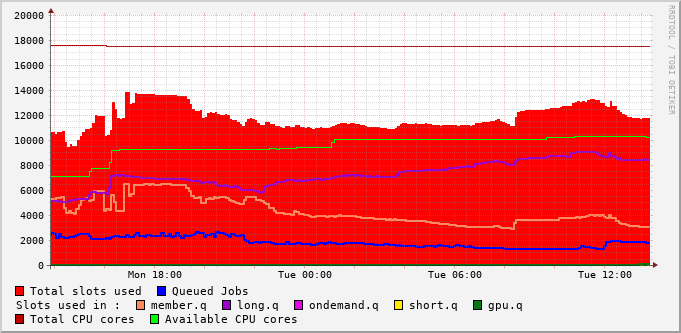 20000
18000
16000
14000
12000
10000
8000
6000
4000
2000
0
Mon 18:00 Tue 00:00 Tue 06:00 Tue 12:00
RRDTOOL / TOBI OETIKER
Total slots used Queued Jobs
Slots used in : member.q long.q ondemand.q short.q gpu.q
Total CPU cores Available CPU cores